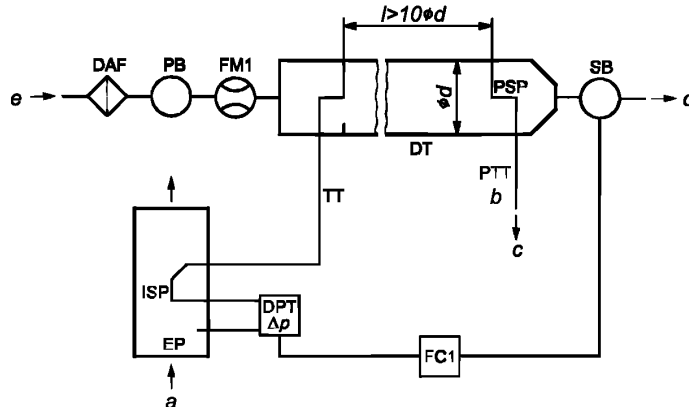 l>10ϕd
DAF
PB
FM1
SB
e
ϕd
PSP
d
DT
PTT
b
TT
c
ISP
DPT
Δp
EP
FC1
a